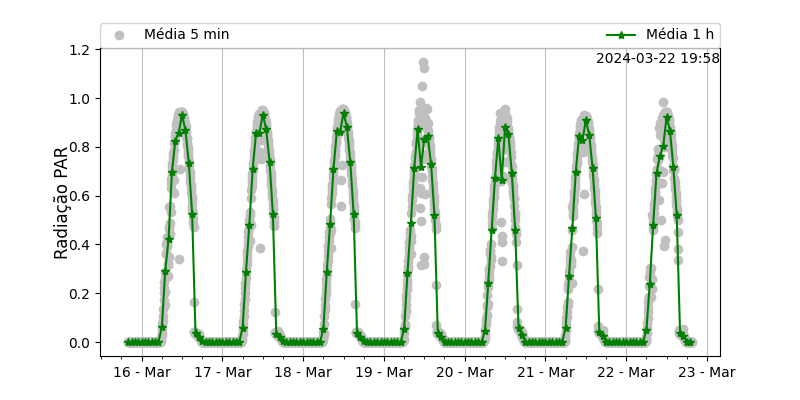 Média 5 min
Média 1 h
2024-03-22 19:58
Radiação PAR
1.2
1.0
0.8
0.6
0.4
0.2
0.0
16 - Mar
17 - Mar
18 - Mar
19 - Mar
20 - Mar
21 - Mar
22 - Mar
23 - Mar